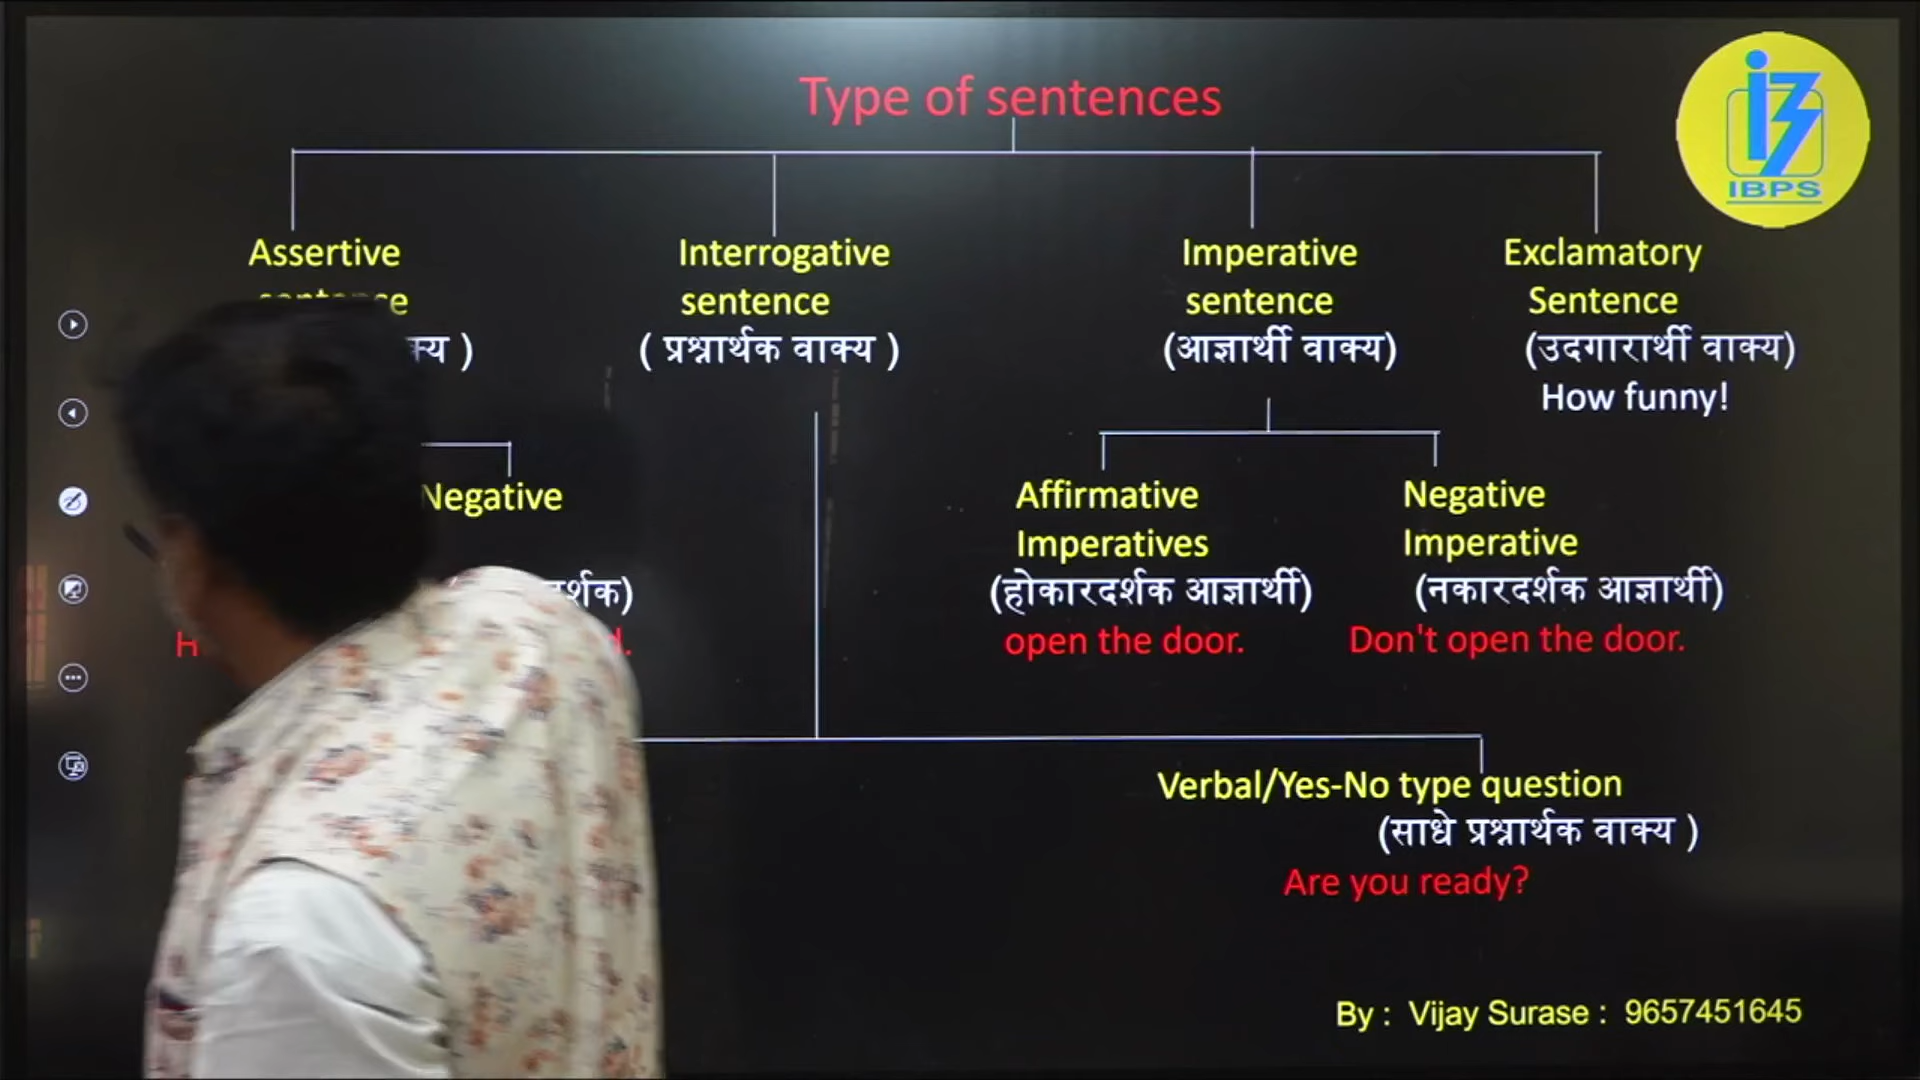 Type of sentences
IBPS
Assertive
Interrogative
sentence
( प्रश्नार्थक वाक्य )
Imperative
sentence
(आज्ञार्थी वाक्य)
Exclamatory
Sentence
(उदगारार्थी वाक्य)
How funny!
Negative
Affirmative
Imperatives
(होकारदर्शक आज्ञार्थी)
open the door.
Negative
Imperative
(नकारदर्शक आज्ञार्थी)
Don't open the door.
Verbal/Yes-No type question
(साधे प्रश्नार्थक वाक्य )
Are you ready?
By : Vijay Surase : 9657451645